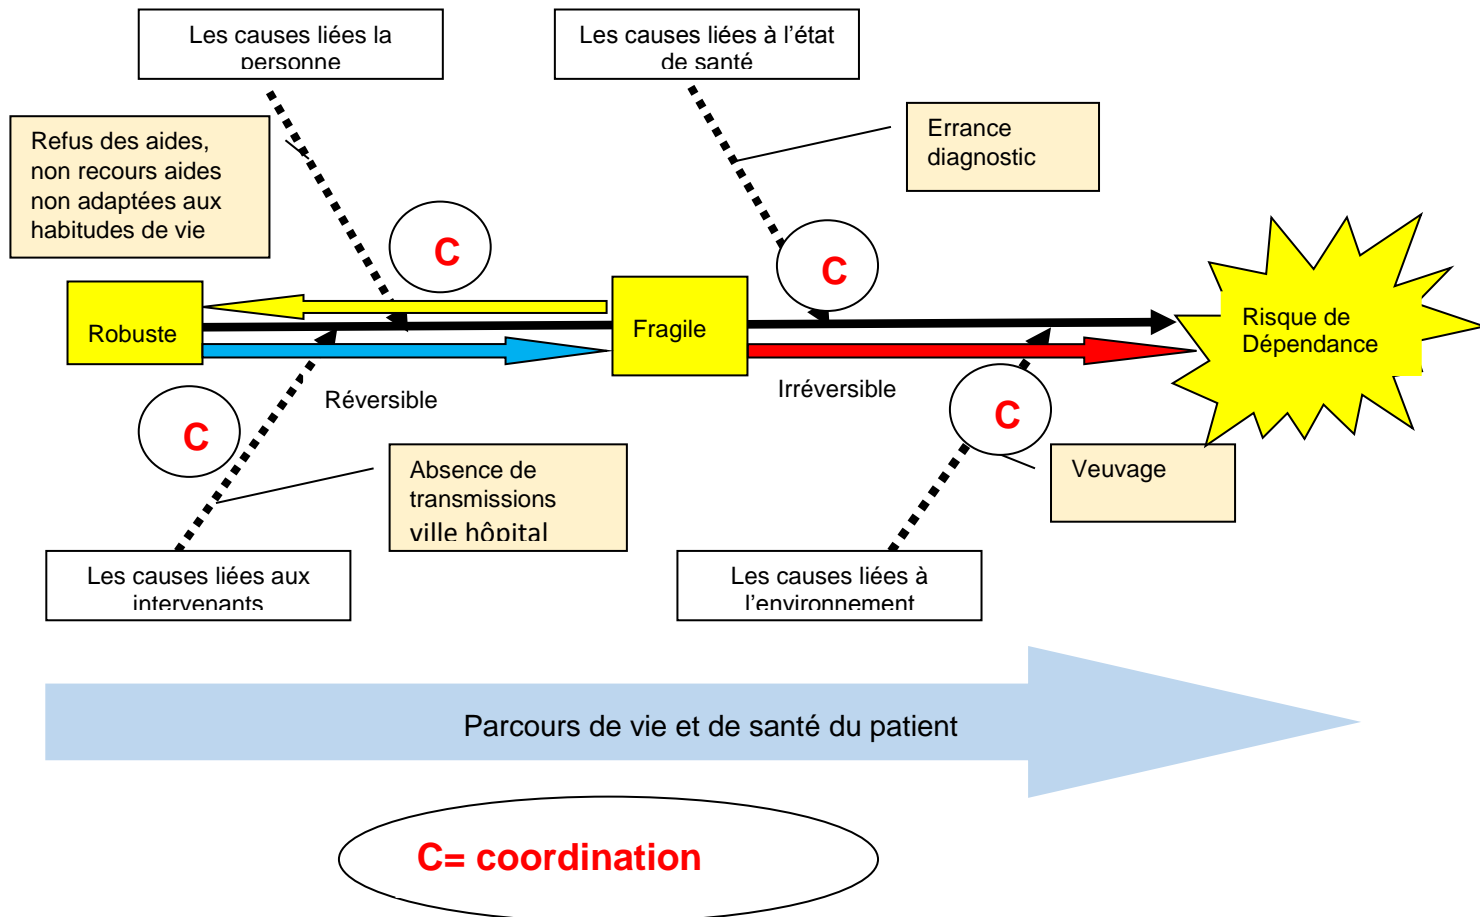 Les causes liées la
personne
Les causes liées à l’état
de santé
Refus des aides,
non recours aides
non adaptées aux
habitudes de vie
Errance
diagnostic
C
C
Robuste
Fragile
Risque de
Dépendance
Réversible
Irréversible
C
C
Absence de
transmissions
ville hôpital
Veuvage
Les causes liées aux
intervenants
Les causes liées à
l’environnement
Parcours de vie et de santé du patient
C= coordination